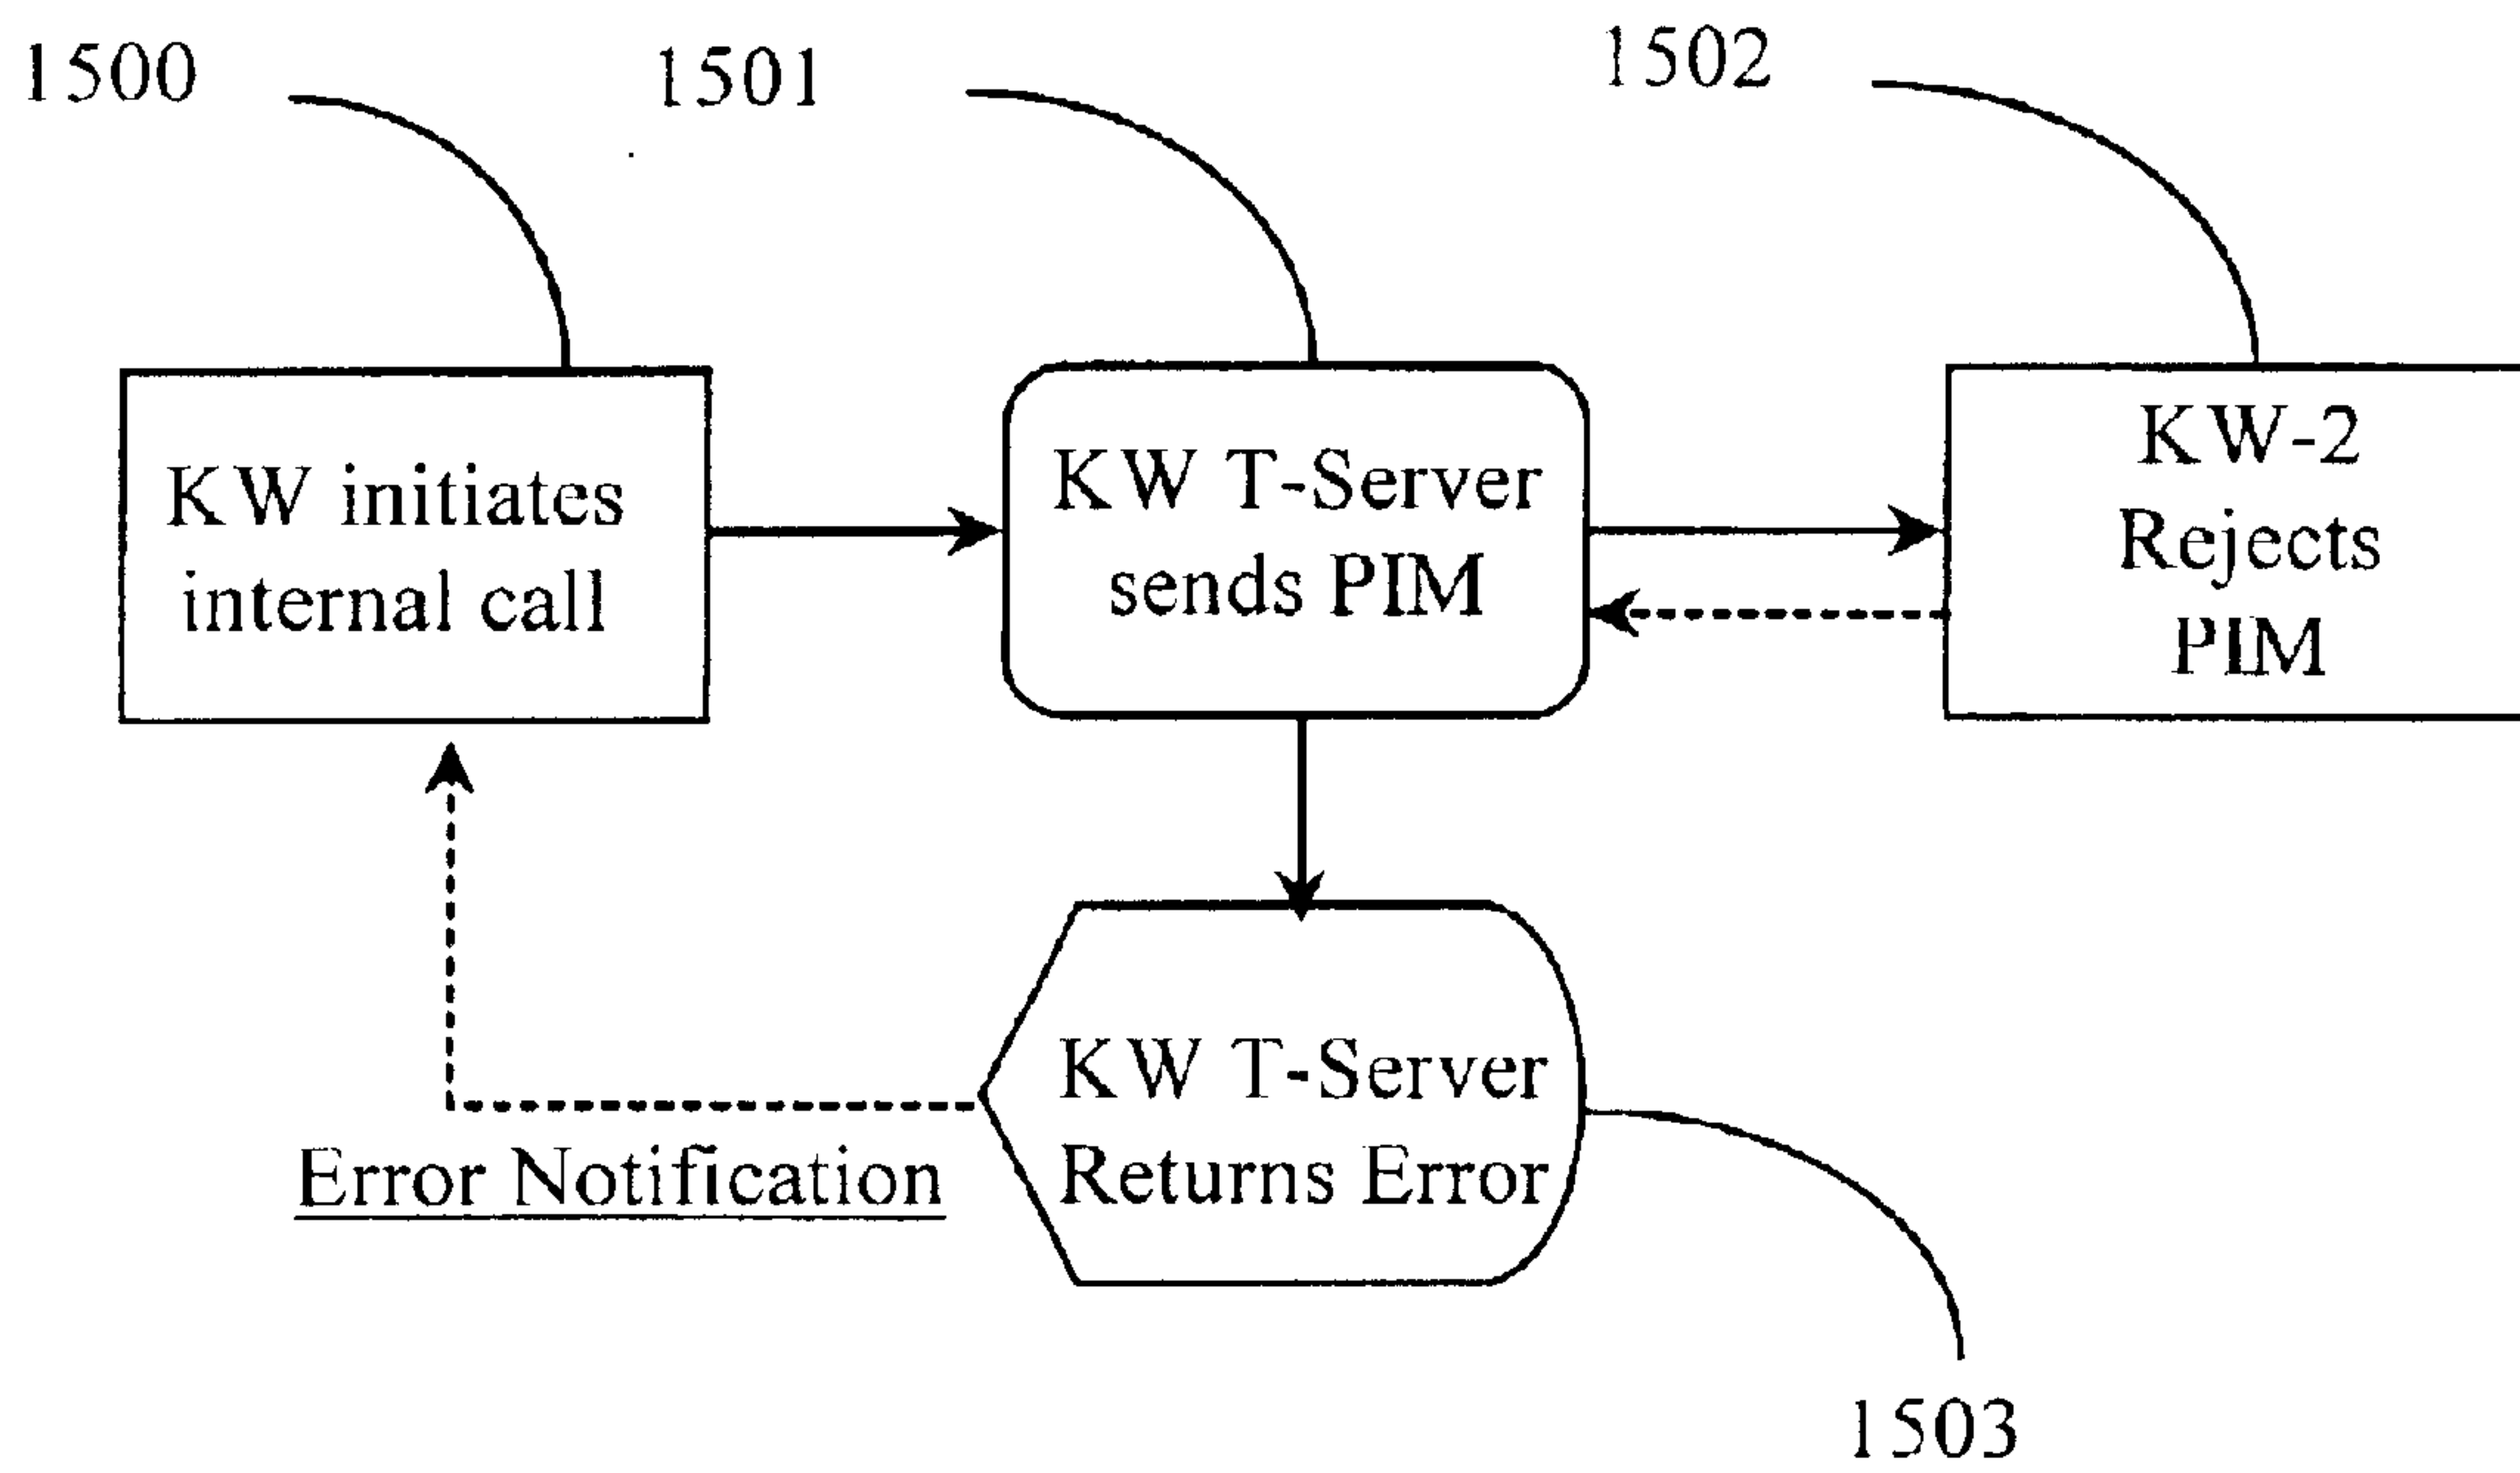 1500
1501
1502
KW initiates
internal call
KW T-Server
sends PIM
KW-2
Rejects
PIM
KW T-Server
Returns Error
Error Notification
1503